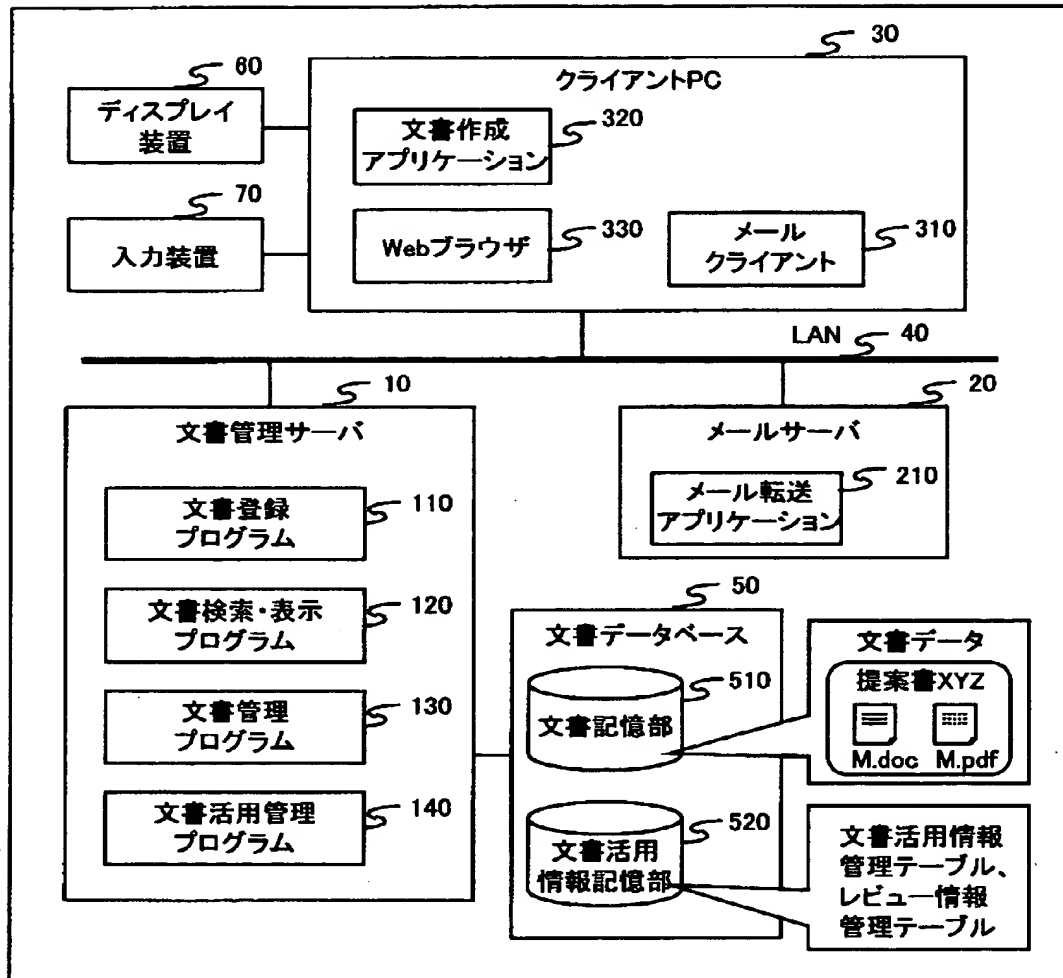 30
クライアントPC
60
ディスプレイ
装置
320
文書作成
アプリケーション
70
入力装置
330
Webブラウザ
310
メール
クライアント
LAN
40
10
文書管理サーバ
20
メールサーバ
110
文書登録
プログラム
210
メール転送
アプリケーション
120
文書検索・表示
プログラム
50
文書データベース
文書データ
提案書XYZ
M.doc M.pdf
130
文書管理
プログラム
510
文書記憶部
140
文書活用管理
プログラム
520
文書活用
情報記憶部
文書活用情報
管理テーブル、
レビュー情報
管理テーブル